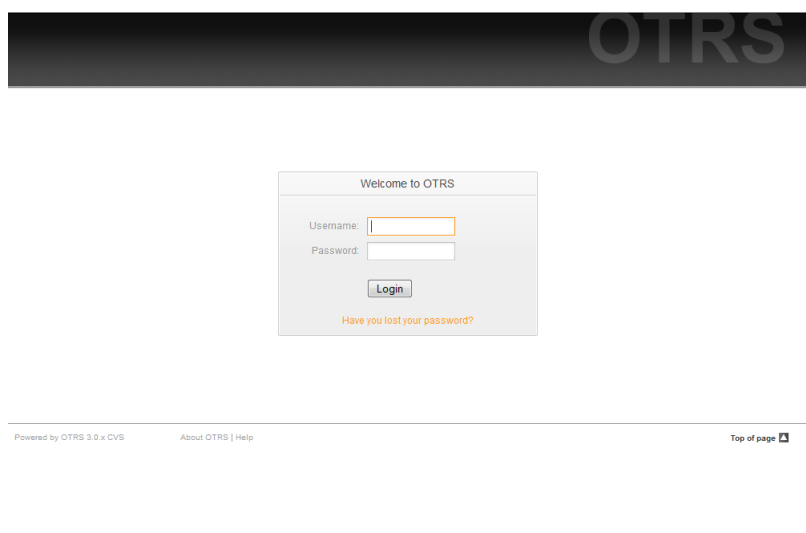 OTRS
Welcome to OTRS
Username:
Password:
Login
Have you lost your password?
Powered by OTRS 3.0.x CVS About OTRS | Help Top of page